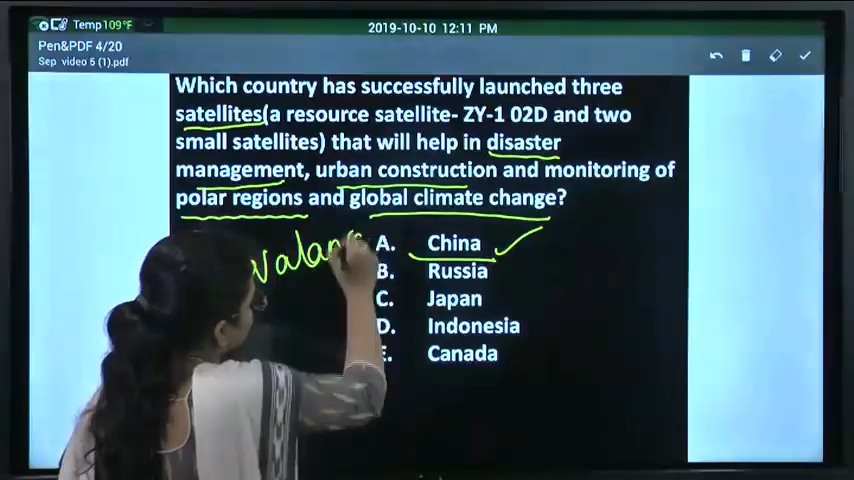 Temp109°F
2019-10-10 12:11 PM
Pen&PDF 4/20
Sep video 5 (1).pdf
Which country has successfully launched three
satellites(a resource satellite- ZY-1 02D and two
small satellites) that will help in disaster
management, urban construction and monitoring of
polar regions and global climate change?
A. China
B. Russia
C. Japan
D. Indonesia
E. Canada